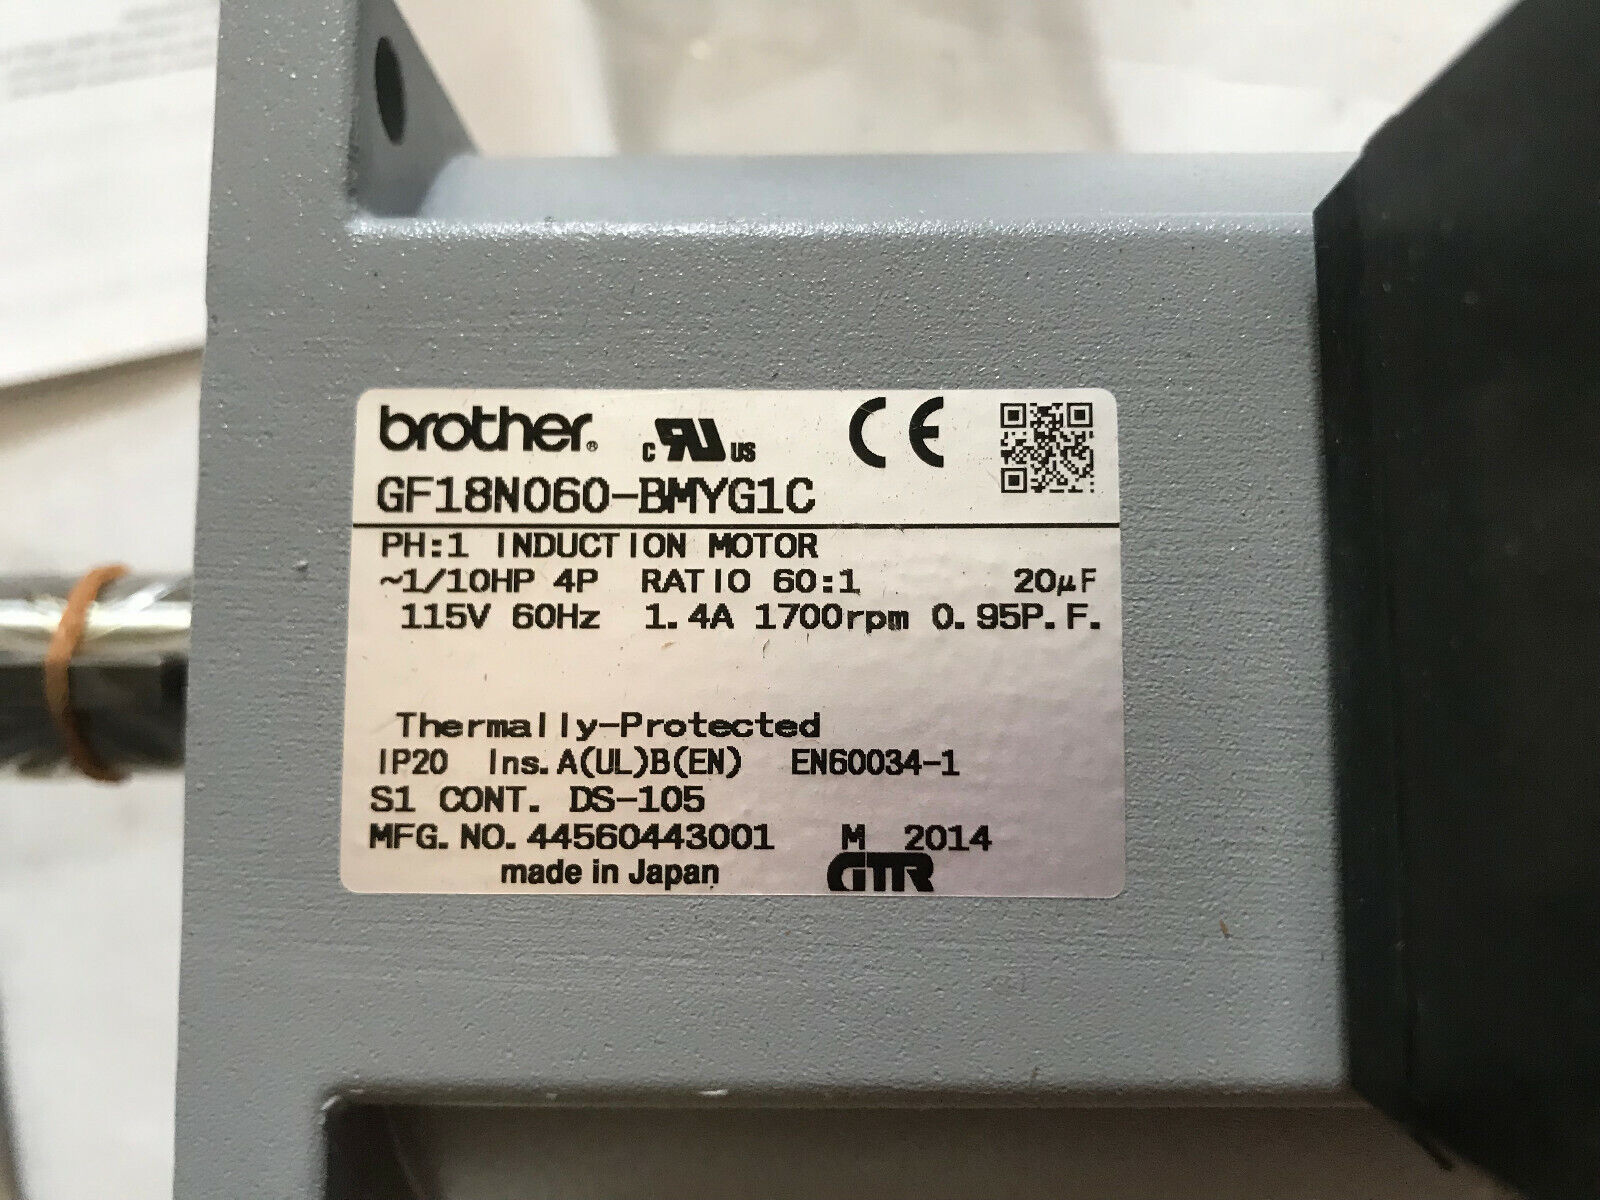 brother®
c RU US
CE
GF18N060-BMYG1C
PH:1 INDUCTION MOTOR
~1/10HP 4P RATIO 60:1 20µF
115V 60Hz 1.4A 1700rpm 0.95P.F.
Thermally-Protected
IP20 Ins.A(UL)B(EN) EN60034-1
S1 CONT. DS-105
MFG.NO.44560443001 M 2014
made in Japan GTR